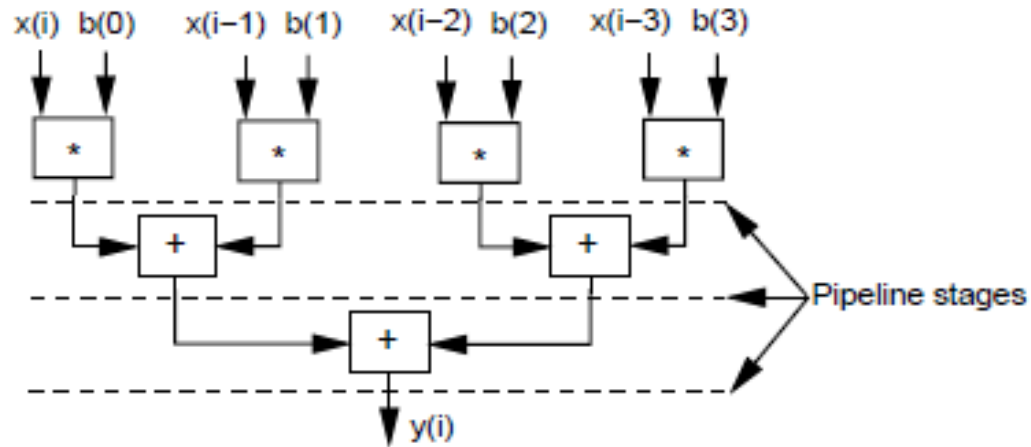 x(i) b(0) x(i−1) b(1) x(i−2) b(2) x(i−3) b(3)
* * * *
+ +
Pipeline stages
+
y(i)